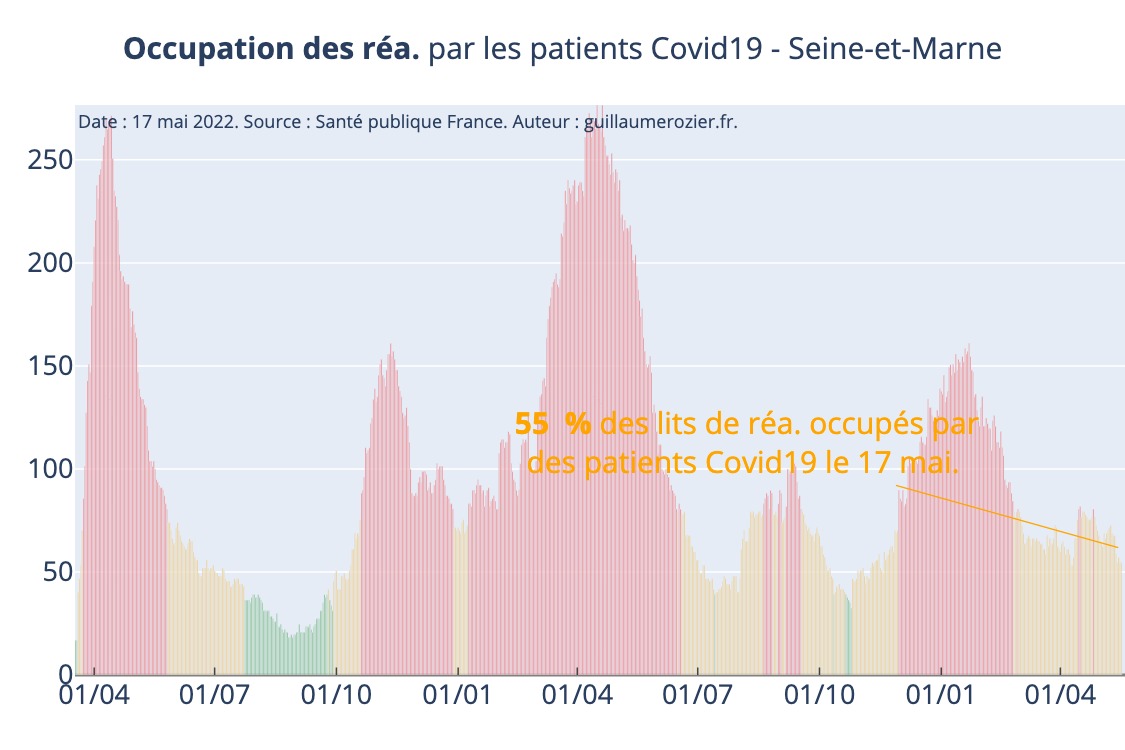 Occupation des réa. par les patients Covid19 - Seine-et-Marne
Date : 17 mai 2022. Source : Santé publique France. Auteur : guillaumerozier.fr.
250
200
150
100
50
0
55 % des lits de réa. occupés par
des patients Covid19 le 17 mai.
01/04 01/07 01/10 01/01 01/04 01/07 01/10 01/01 01/04